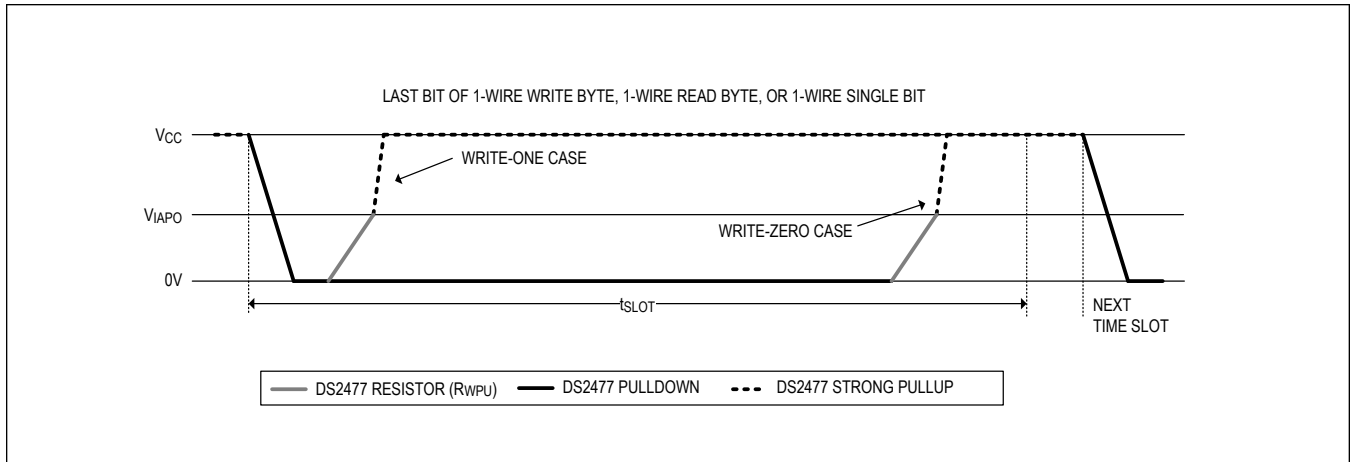 LAST BIT OF 1-WIRE WRITE BYTE, 1-WIRE READ BYTE, OR 1-WIRE SINGLE BIT
VCC
WRITE-ONE CASE
VIAPO
WRITE-ZERO CASE
0V
tSLOT
NEXT
TIME SLOT
DS2477 RESISTOR (RWPU) DS2477 PULLDOWN DS2477 STRONG PULLUP